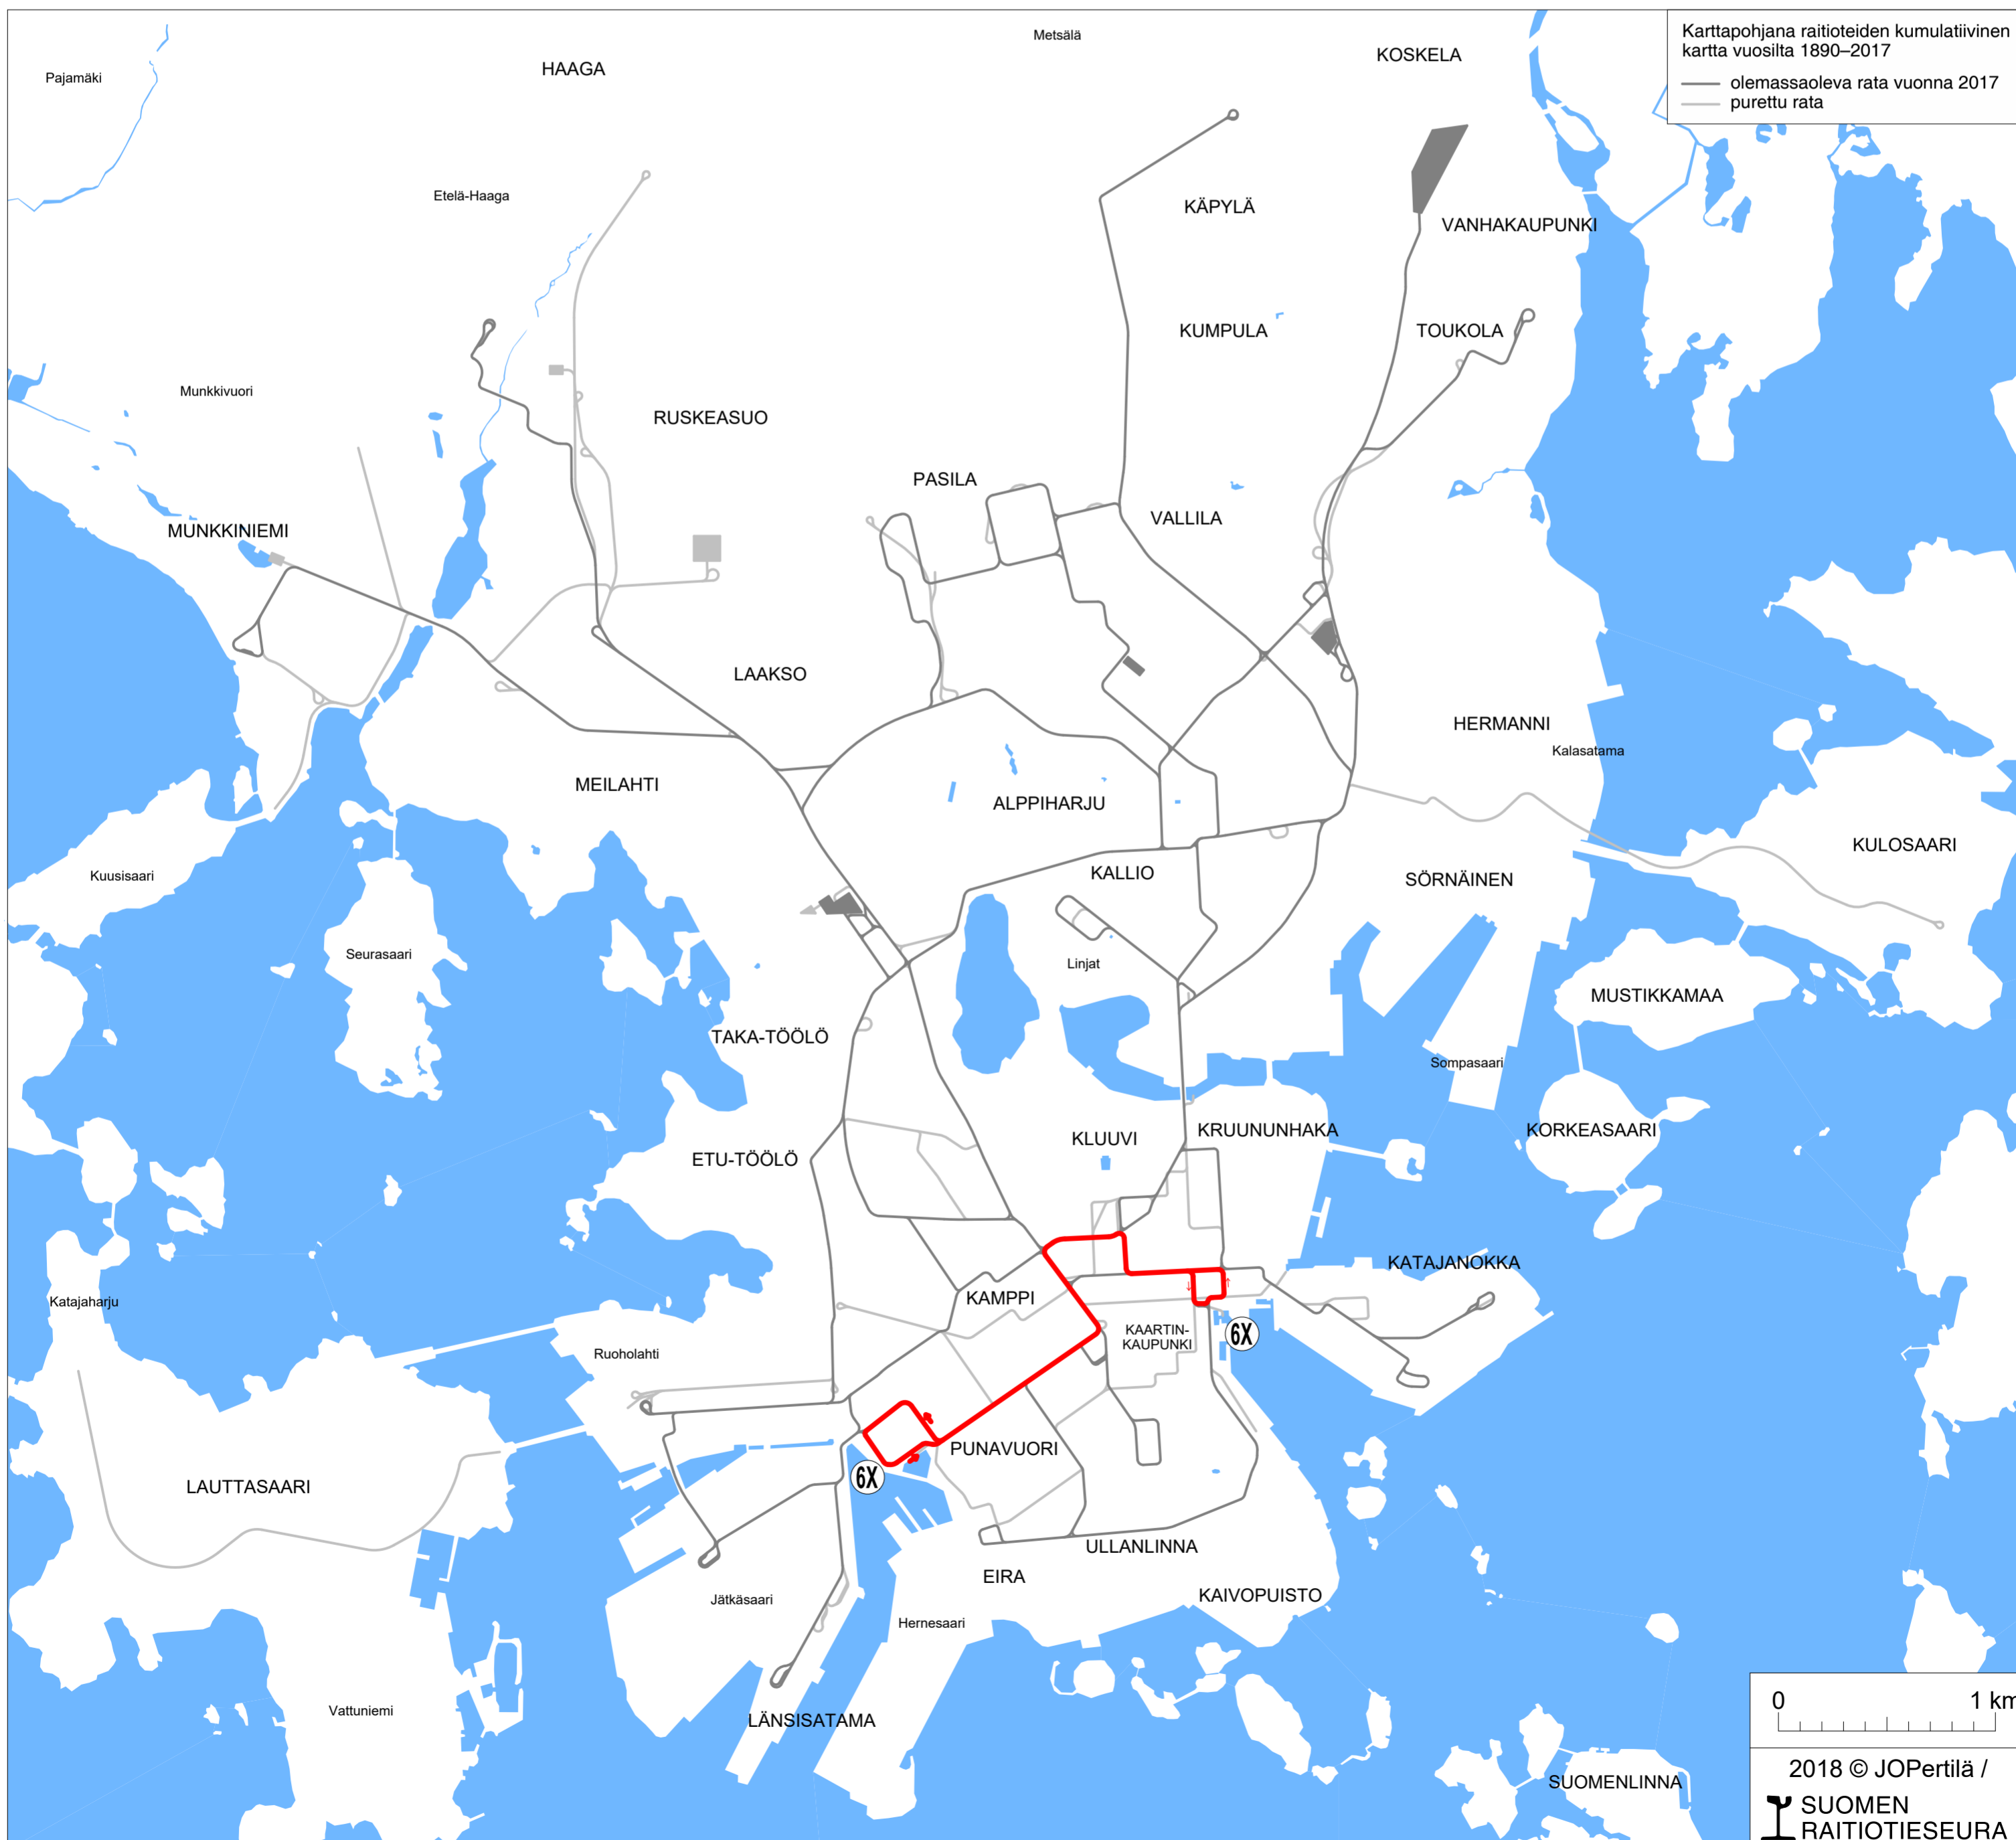 Karttapohjana raitioteiden kumulatiivinen
kartta vuosilta 1890–2017
olemassaoleva rata vuonna 2017
purettu rata
Metsälä
KOSKELA
HAAGA
Pajamäki
Etelä-Haaga
KÄPYLÄ
VANHAKAUPUNKI
KUMPULA
TOUKOLA
Munkkivuori
RUSKEASUO
PASILA
VALLILA
MUNKKINIEMI
LAAKSO
HERMANNI
Kalasatama
MEILAHTI
ALPPIHARJU
KULOSAARI
Kuusisaari
KALLIO
SÖRNÄINEN
Seurasaari
Linjat
MUSTIKKAMAA
TAKA-TÖÖLÖ
Sompasaari
KLUUVI
KRUUNUNHAKA
KORKEASAARI
ETU-TÖÖLÖ
KATAJANOKKA
Katajaharju
KAMPPI
KAARTIN-
KAUPUNKI
6X
Ruoholahti
PUNAVUORI
6X
LAUTTASAARI
ULLANLINNA
EIRA
KAIVOPUISTO
Jätkäsaari
Hernesaari
Vattuniemi
LÄNSISATAMA
SUOMENLINNA
0 1 km
2018 © JOPertilä /
SUOMEN
RAITIOTIESEURA